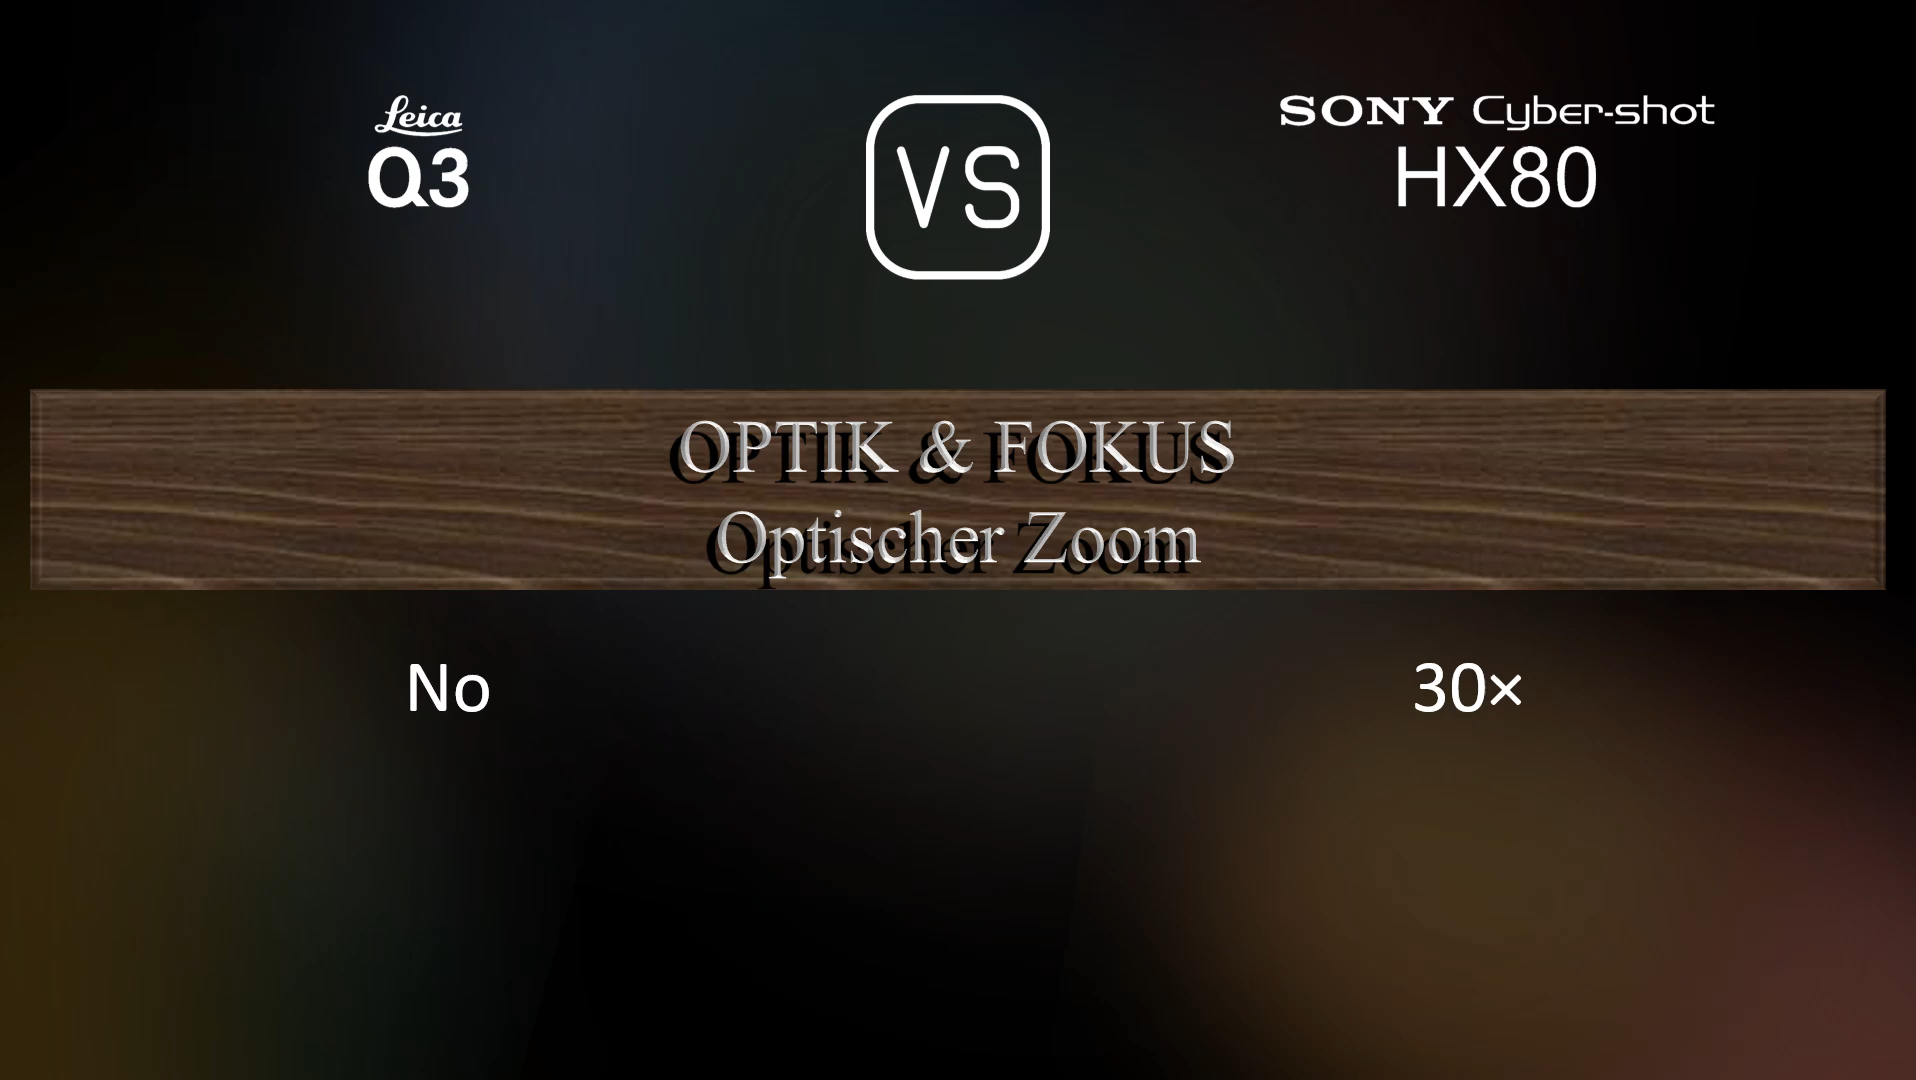 Leica
Q3
VS
SONY Cyber-shot
HX80
OPTIK & FOKUS
Optischer Zoom
No
30×